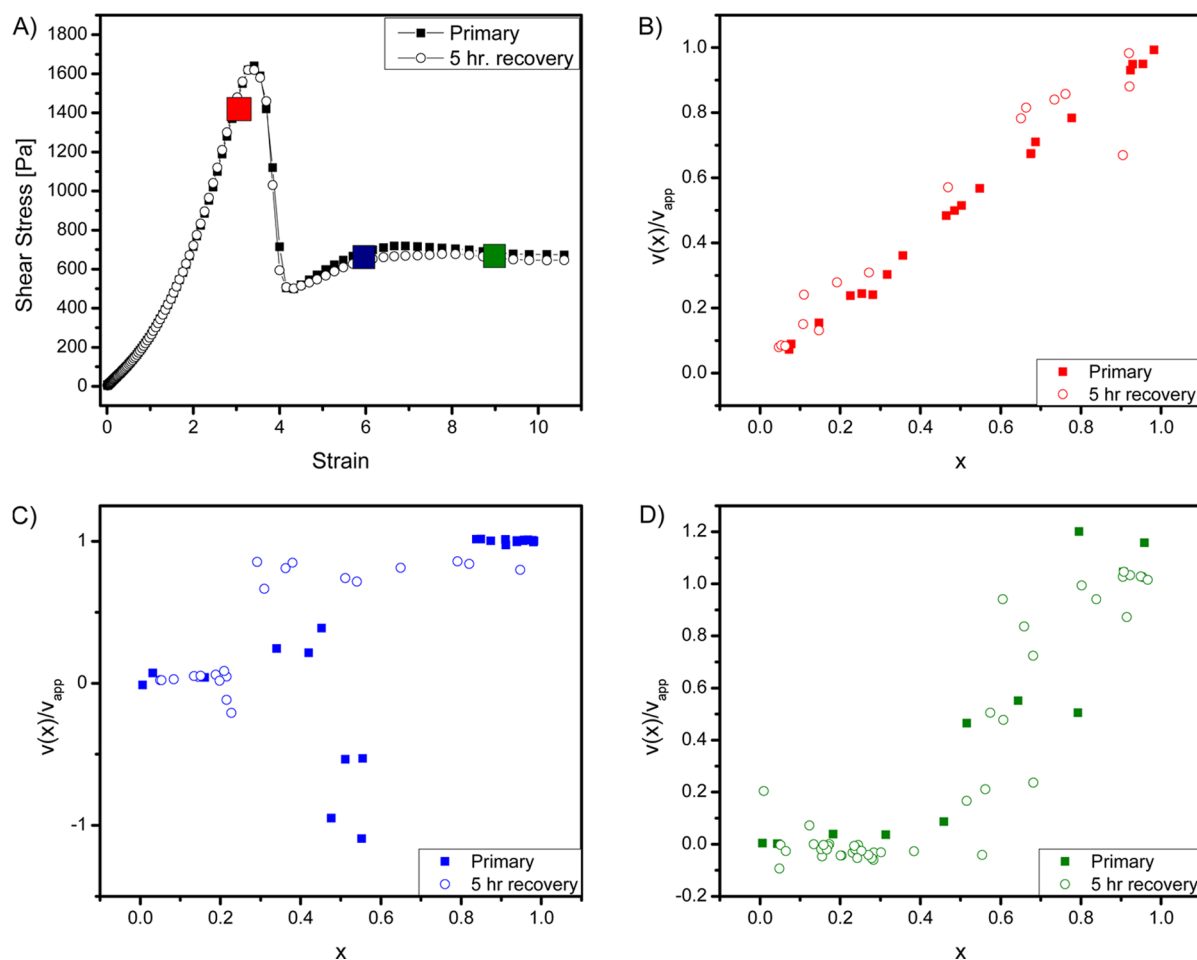 A)
Shear Stress [Pa]
1800
1600
1400
1200
1000
800
600
400
200
0
0 2 4 6 8 10
Strain
Primary
5 hr. recovery
B)
v(x)/vapp
1.0
0.8
0.6
0.4
0.2
0.0
0.0 0.2 0.4 0.6 0.8 1.0
x
Primary
5 hr recovery
C)
v(x)/vapp
1
0
-1
0.0 0.2 0.4 0.6 0.8 1.0
x
Primary
5 hr recovery
D)
v(x)/vapp
1.2
1.0
0.8
0.6
0.4
0.2
0.0
-0.2
0.0 0.2 0.4 0.6 0.8 1.0
x
Primary
5 hr recovery